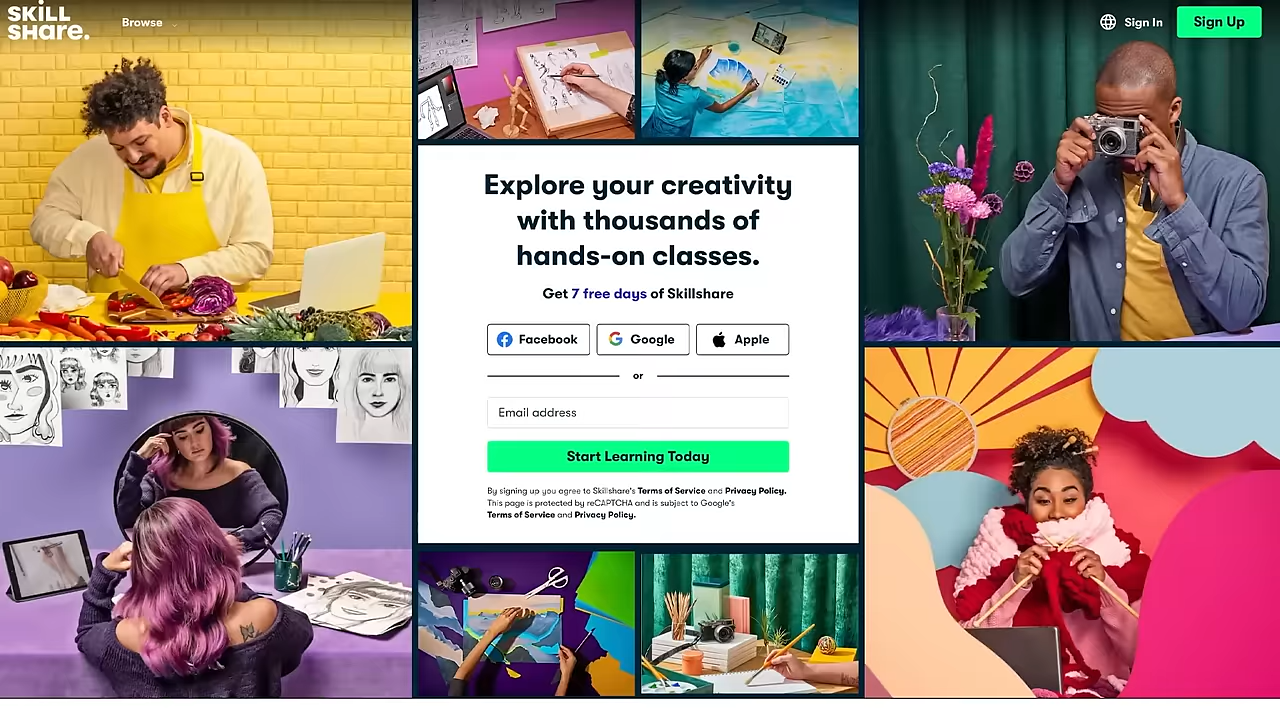 SKILL
SHARE.
Browse
Sign In
Sign Up
Explore your creativity
with thousands of
hands-on classes.
Get 7 free days of Skillshare
Facebook
Google
Apple
or
Email address
Start Learning Today
By signing up you agree to Skillshare's Terms of Service and Privacy Policy.
This page is protected by reCAPTCHA and is subject to Google's
Terms of Service and Privacy Policy.